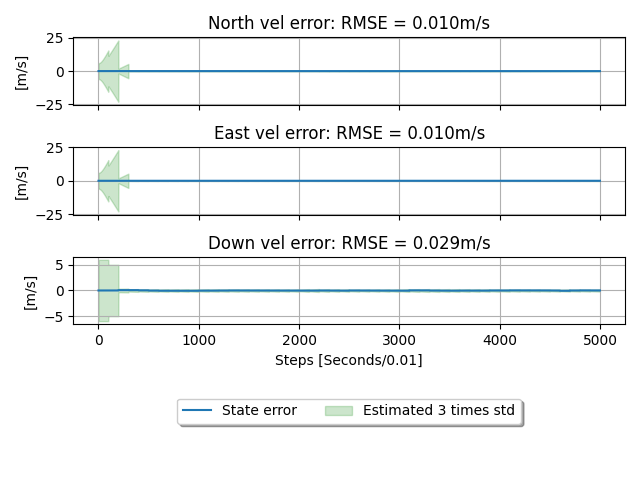 North vel error: RMSE = 0.010m/s
25
0
−25
[m/s]
East vel error: RMSE = 0.010m/s
25
0
−25
[m/s]
Down vel error: RMSE = 0.029m/s
5
0
−5
[m/s]
0 1000 2000 3000 4000 5000
Steps [Seconds/0.01]
State error Estimated 3 times std